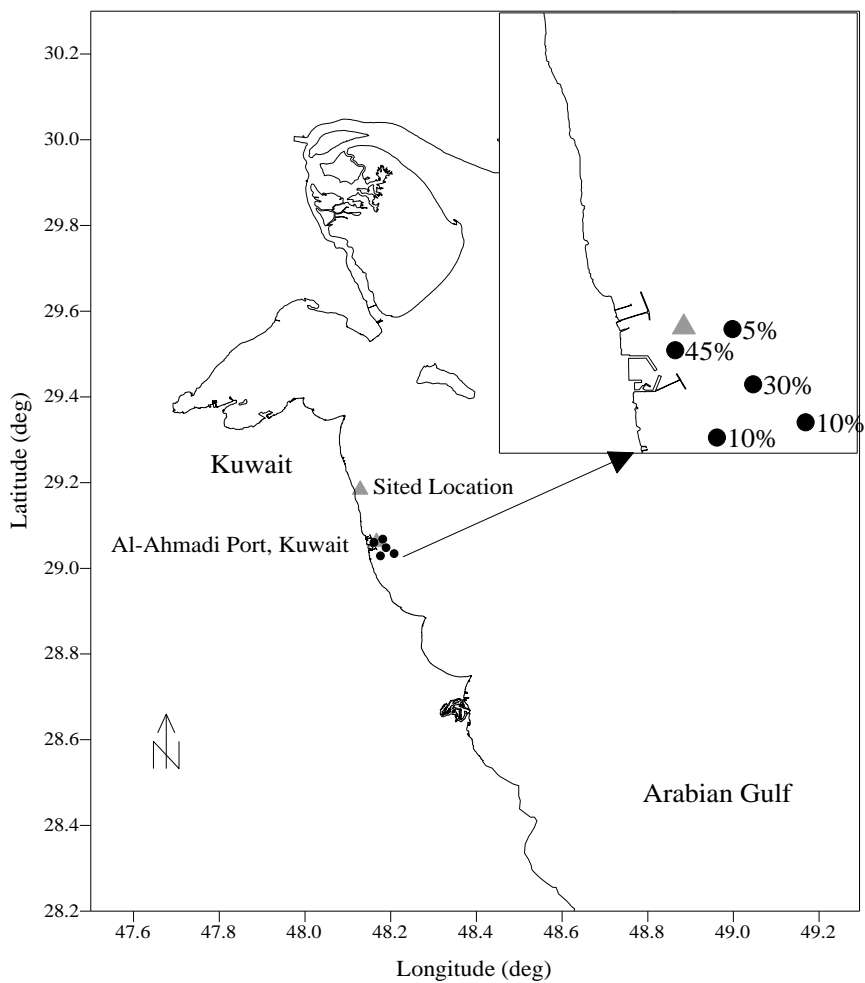 30.2
30.0
29.8
29.6
29.4
29.2
29.0
28.8
28.6
28.4
28.2
Latitude (deg)
5%
45%
30%
10%
10%
Kuwait
Sited Location
Al-Ahmadi Port, Kuwait
N
Arabian Gulf
47.6 47.8 48.0 48.2 48.4 48.6 48.8 49.0 49.2
Longitude (deg)